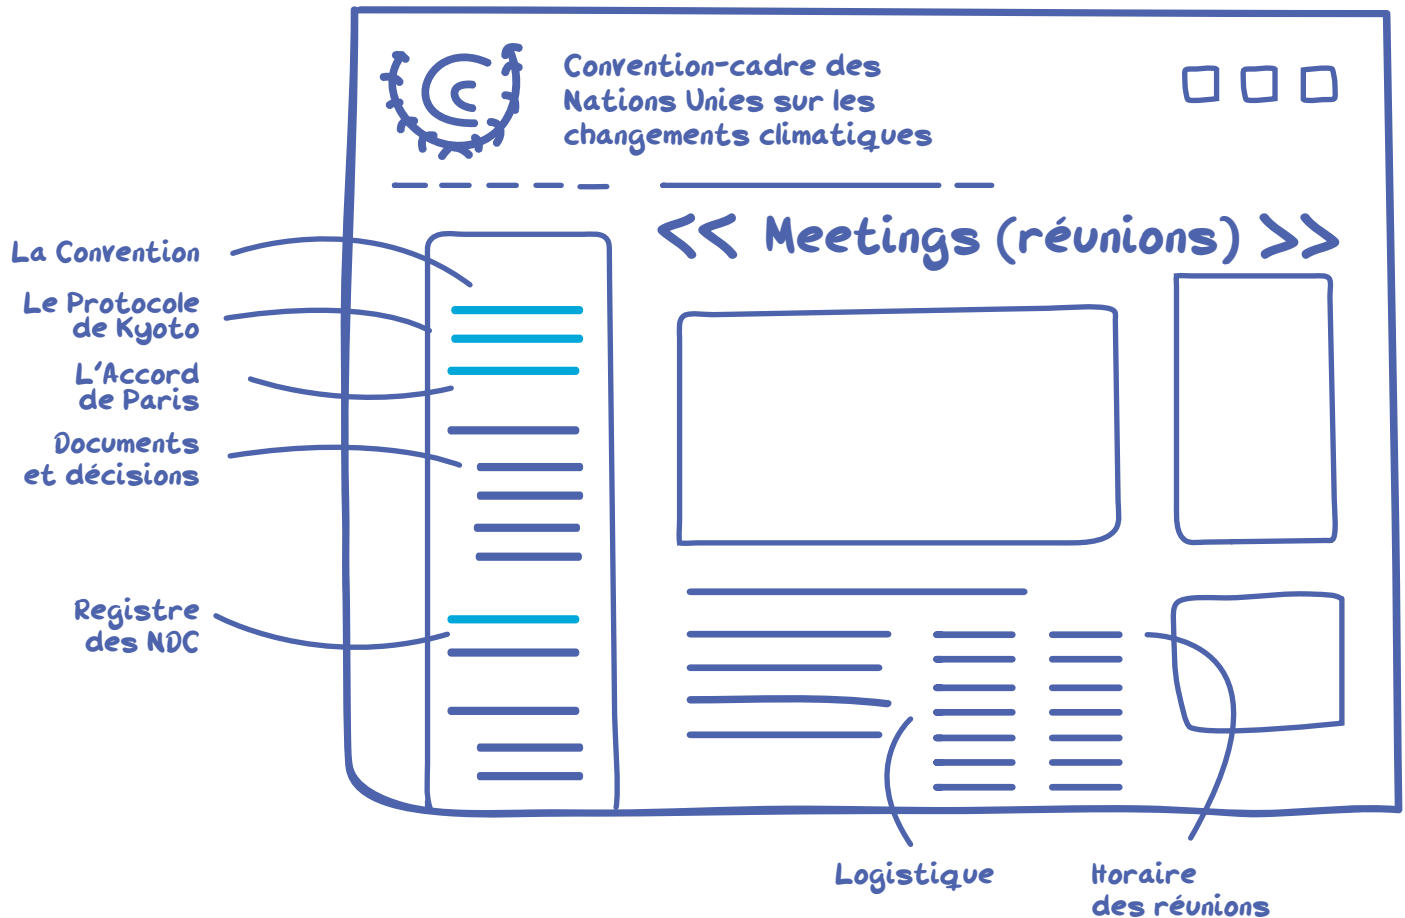 Convention-cadre des
Nations Unies sur les
changements climatiques
<< Meetings (réunions) >>
La Convention
Le Protocole
de Kyoto
L'Accord
de Paris
Documents
et décisions
Registre
des NDC
Logistique
Horaire
des réunions